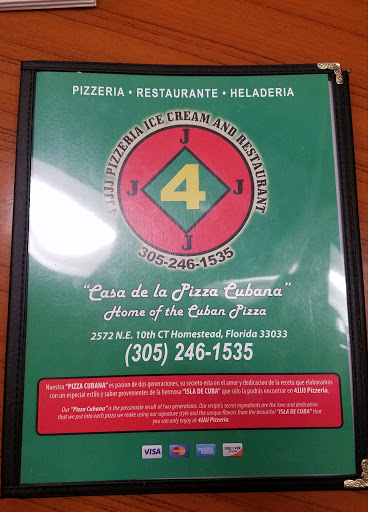 PIZZERIA • RESTAURANTE • HELADERIA
4JJJJ PIZZERIA ICE CREAM AND RESTAURANT
J
J 4 J
J
305-246-1535
"Casa de la Pizza Cubana"
Home of the Cuban Pizza
2572 N.E. 10th CT Homestead, Florida 33033
(305) 246-1535
Nuestra "PIZZA CUBANA" es pasion de dos generaciones, su secreto esta en el amor y dedicacion de la receta que elaboramos
con un especial estilo y sabor provenientes de la hermosa "ISLA DE CUBA" que sólo la podrás encontrar en 4JJJJ Pizzeria.
Our "Pizza Cubana" is the passionate result of two generations. Our recipe's secret ingredients are the love and dedication
that we put into each pizza we make using our signature style and the unique flavors from the beautiful "ISLA DE CUBA" that
you can only enjoy at 4JJJJ Pizzeria.
VISA MasterCard AMERICAN EXPRESS DISCOVER